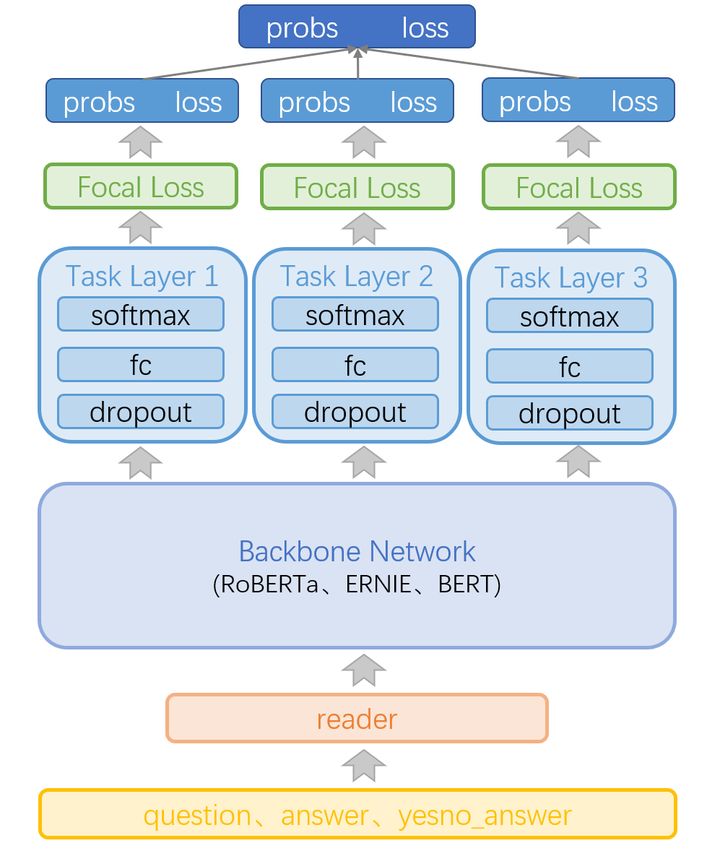 probs loss
probs loss
probs loss
probs loss
Focal Loss
Focal Loss
Focal Loss
Task Layer 1
softmax
fc
dropout
Task Layer 2
softmax
fc
dropout
Task Layer 3
softmax
fc
dropout
Backbone Network
(RoBERTa、ERNIE、BERT)
reader
question、answer、yesno_answer